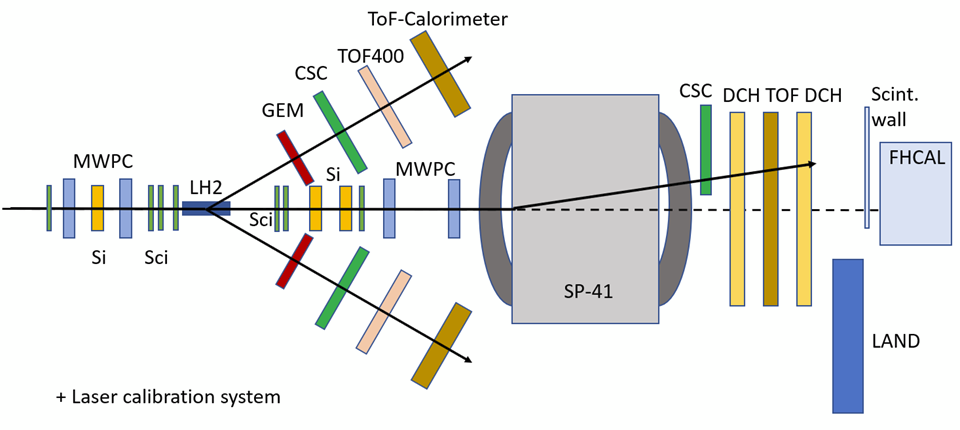 ToF-Calorimeter
TOF400
CSC
GEM
MWPC
LH2
Si
MWPC
Sci
Si
Sci
SP-41
CSC
DCH TOF DCH
Scint.
wall
FHCAL
LAND
+ Laser calibration system